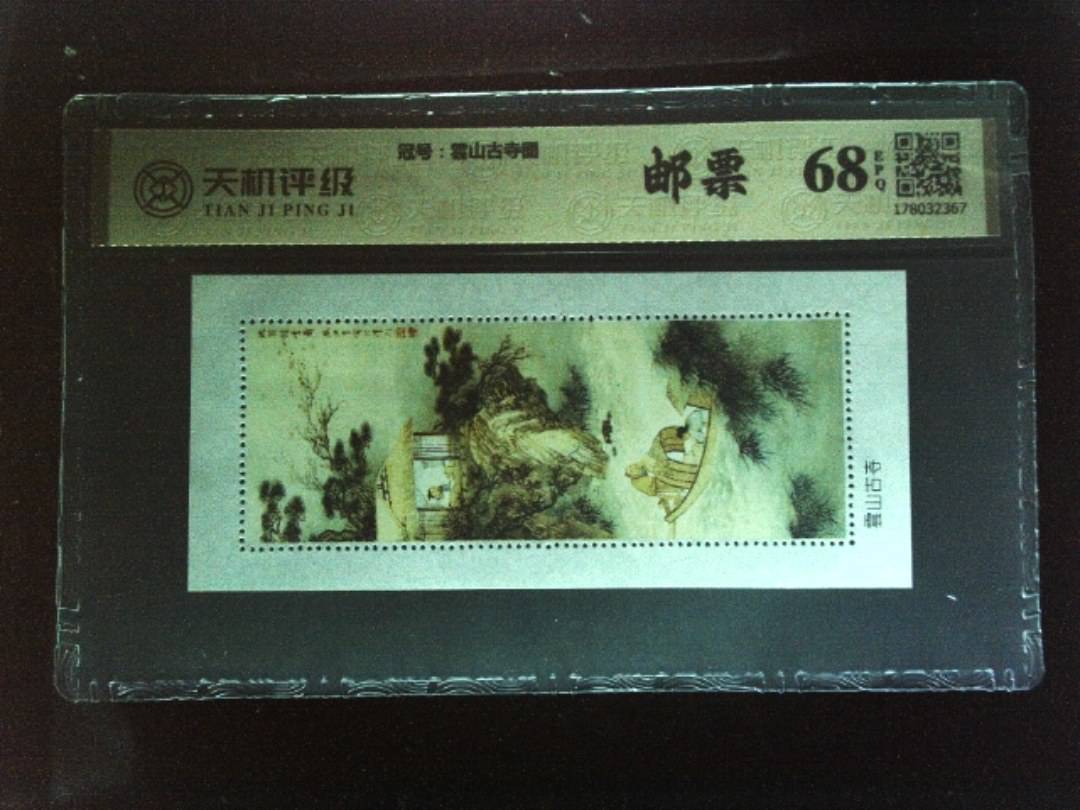 天机评级
TIAN JI PING JI
冠号：雲山古寺圖
邮票
68
EPQ
178032367
雲山古寺